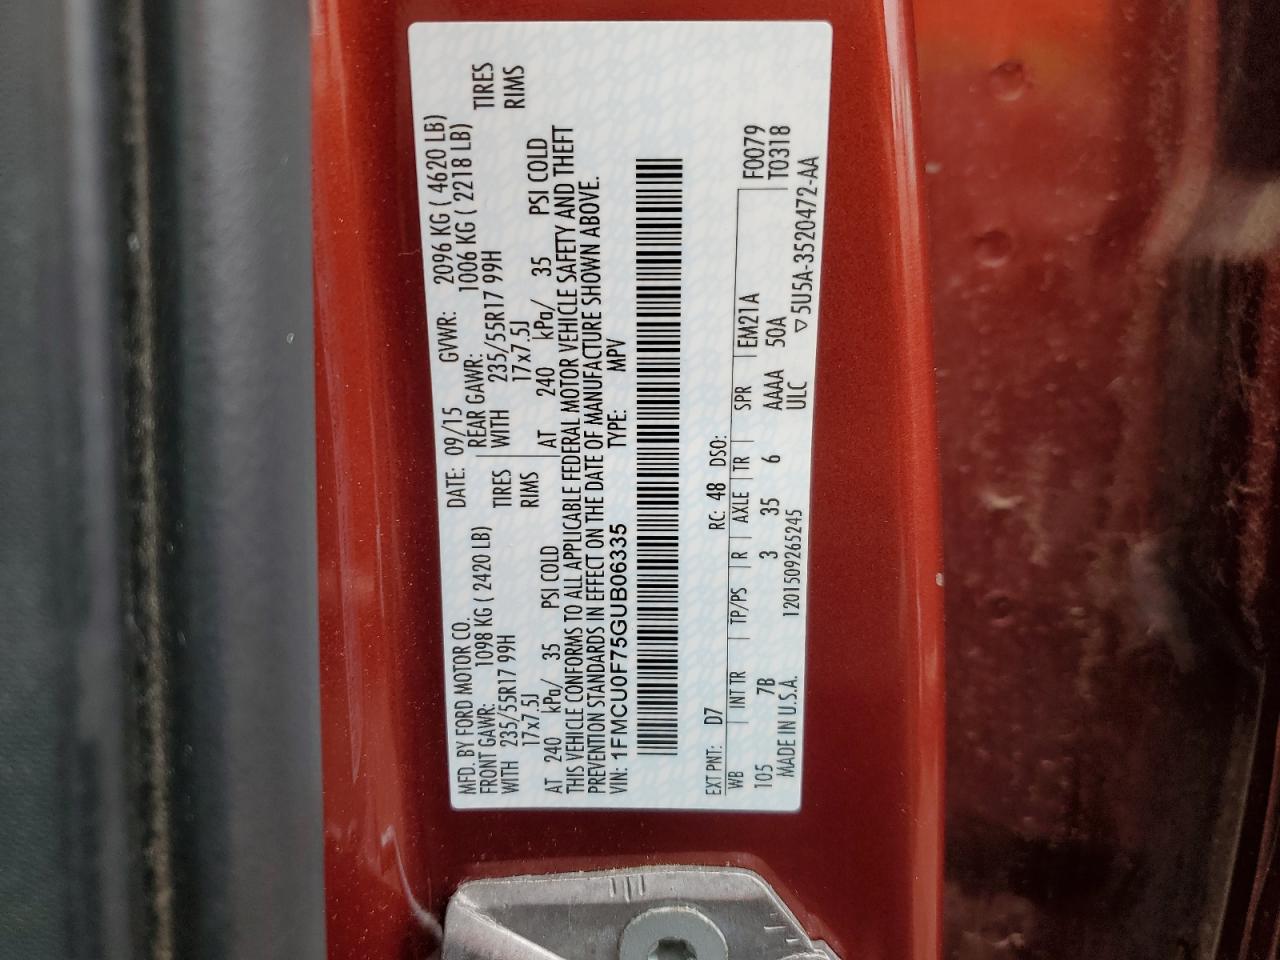 MFD. BY FORD MOTOR CO.
DATE: 09/15 GVWR: 2096 KG ( 4620 LB)
FRONT GAWR: 1098 KG ( 2420 LB) REAR GAWR: 1006 KG ( 2218 LB)
WITH 235/55R17 99H TIRES WITH 235/55R17 99H TIRES
17x7.5J RIMS 17x7.5J RIMS
AT 240 kPa/ 35 PSI COLD AT 240 kPa/ 35 PSI COLD
THIS VEHICLE CONFORMS TO ALL APPLICABLE FEDERAL MOTOR VEHICLE SAFETY AND THEFT
PREVENTION STANDARDS IN EFFECT ON THE DATE OF MANUFACTURE SHOWN ABOVE.
VIN: 1FMCU0F75GUB06335 TYPE: MPV
EXT PNT: D7 RC: 48 DSO:
WB INT TR TP/PS R AXLE TR SPR EM21A F0079
105 7B 3 35 6 AAAA 50A T0318
MADE IN U.S.A. 1201509265245 ULC ▽5U5A-3520472-AA